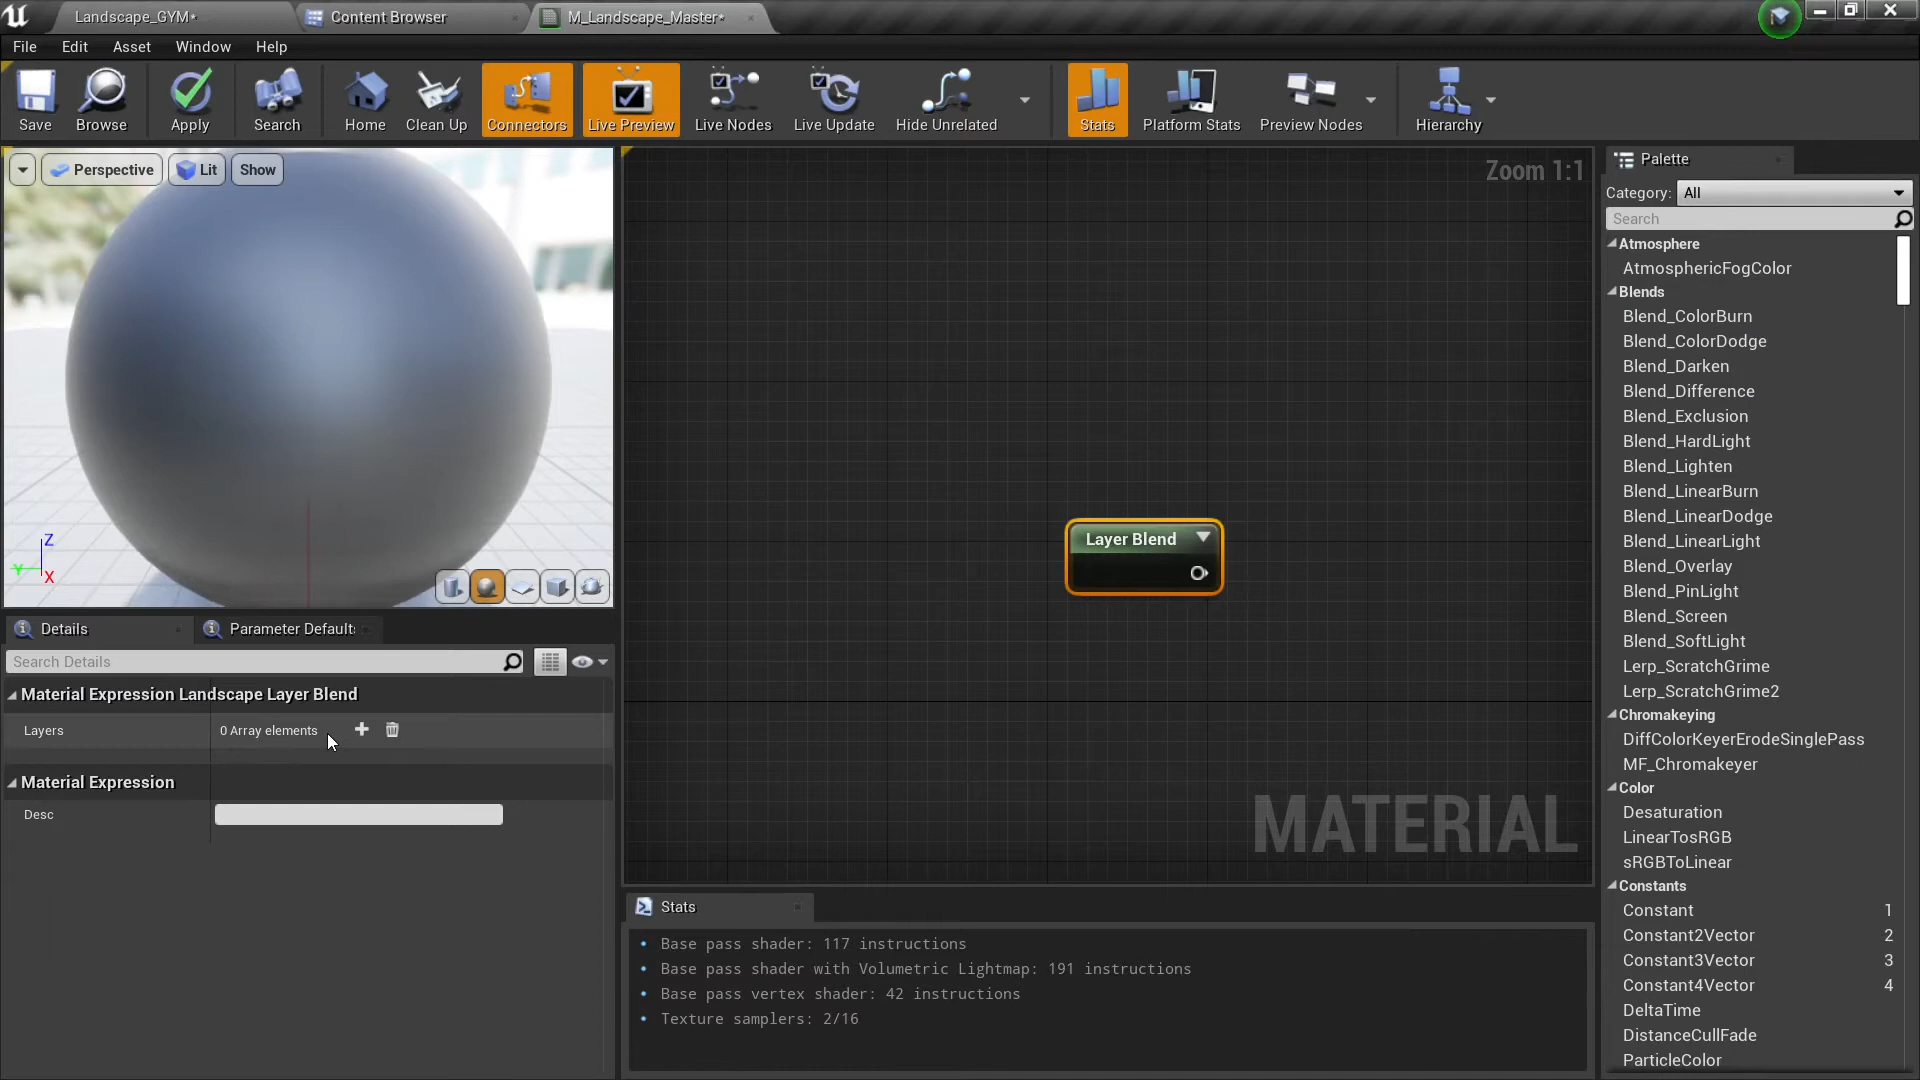 Landscape_GYM*
Content Browser
M_Landscape_Master*
File Edit Asset Window Help
Save
Browse
Apply
Search
Home
Clean Up
Connectors
Live Preview
Live Nodes
Live Update
Hide Unrelated
Stats
Platform Stats
Preview Nodes
Hierarchy
Perspective
Lit
Show
Z
Y
X
Zoom 1:1
Layer Blend
MATERIAL
Details
Parameter Default
Search Details
Material Expression Landscape Layer Blend
Layers 0 Array elements
Material Expression
Desc
Stats
Base pass shader: 117 instructions
Base pass shader with Volumetric Lightmap: 191 instructions
Base pass vertex shader: 42 instructions
Texture samplers: 2/16
Palette
Category: All
Search
Atmosphere
AtmosphericFogColor
Blends
Blend_ColorBurn
Blend_ColorDodge
Blend_Darken
Blend_Difference
Blend_Exclusion
Blend_HardLight
Blend_Lighten
Blend_LinearBurn
Blend_LinearDodge
Blend_LinearLight
Blend_Overlay
Blend_PinLight
Blend_Screen
Blend_SoftLight
Lerp_ScratchGrime
Lerp_ScratchGrime2
Chromakeying
DiffColorKeyerErodeSinglePass
MF_Chromakeyer
Color
Desaturation
LinearTosRGB
sRGBToLinear
Constants
Constant 1
Constant2Vector 2
Constant3Vector 3
Constant4Vector 4
DeltaTime
DistanceCullFade
ParticleColor